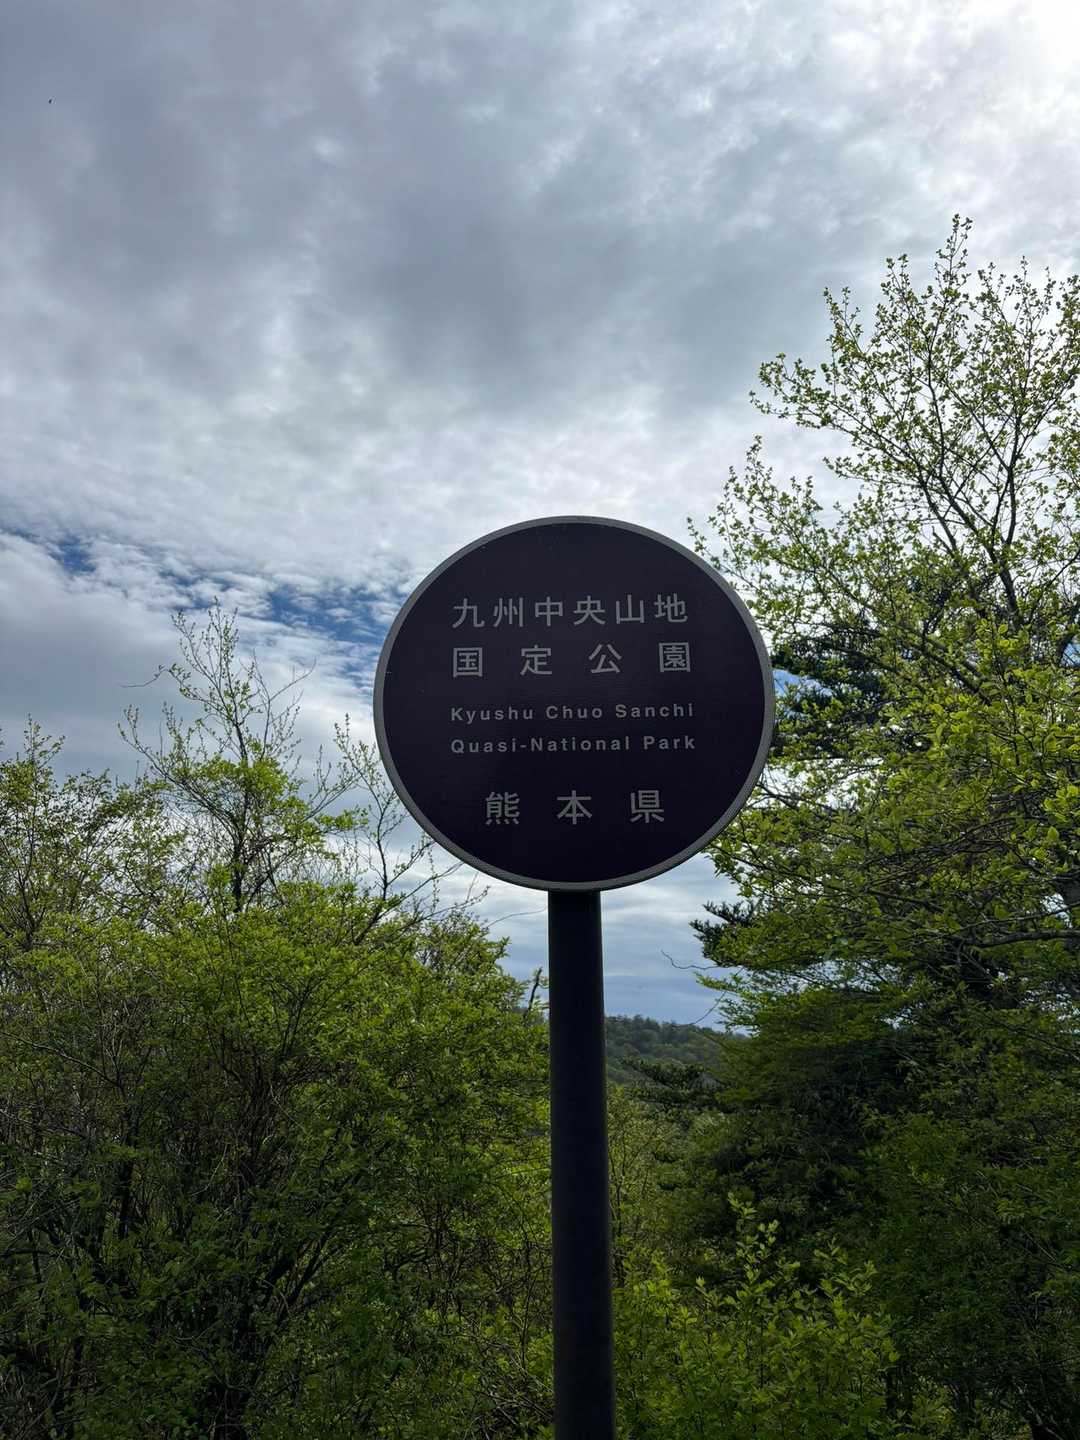 九州中央山地
国定公園
Kyushu Chuo Sanchi
Quasi-National Park
熊本県